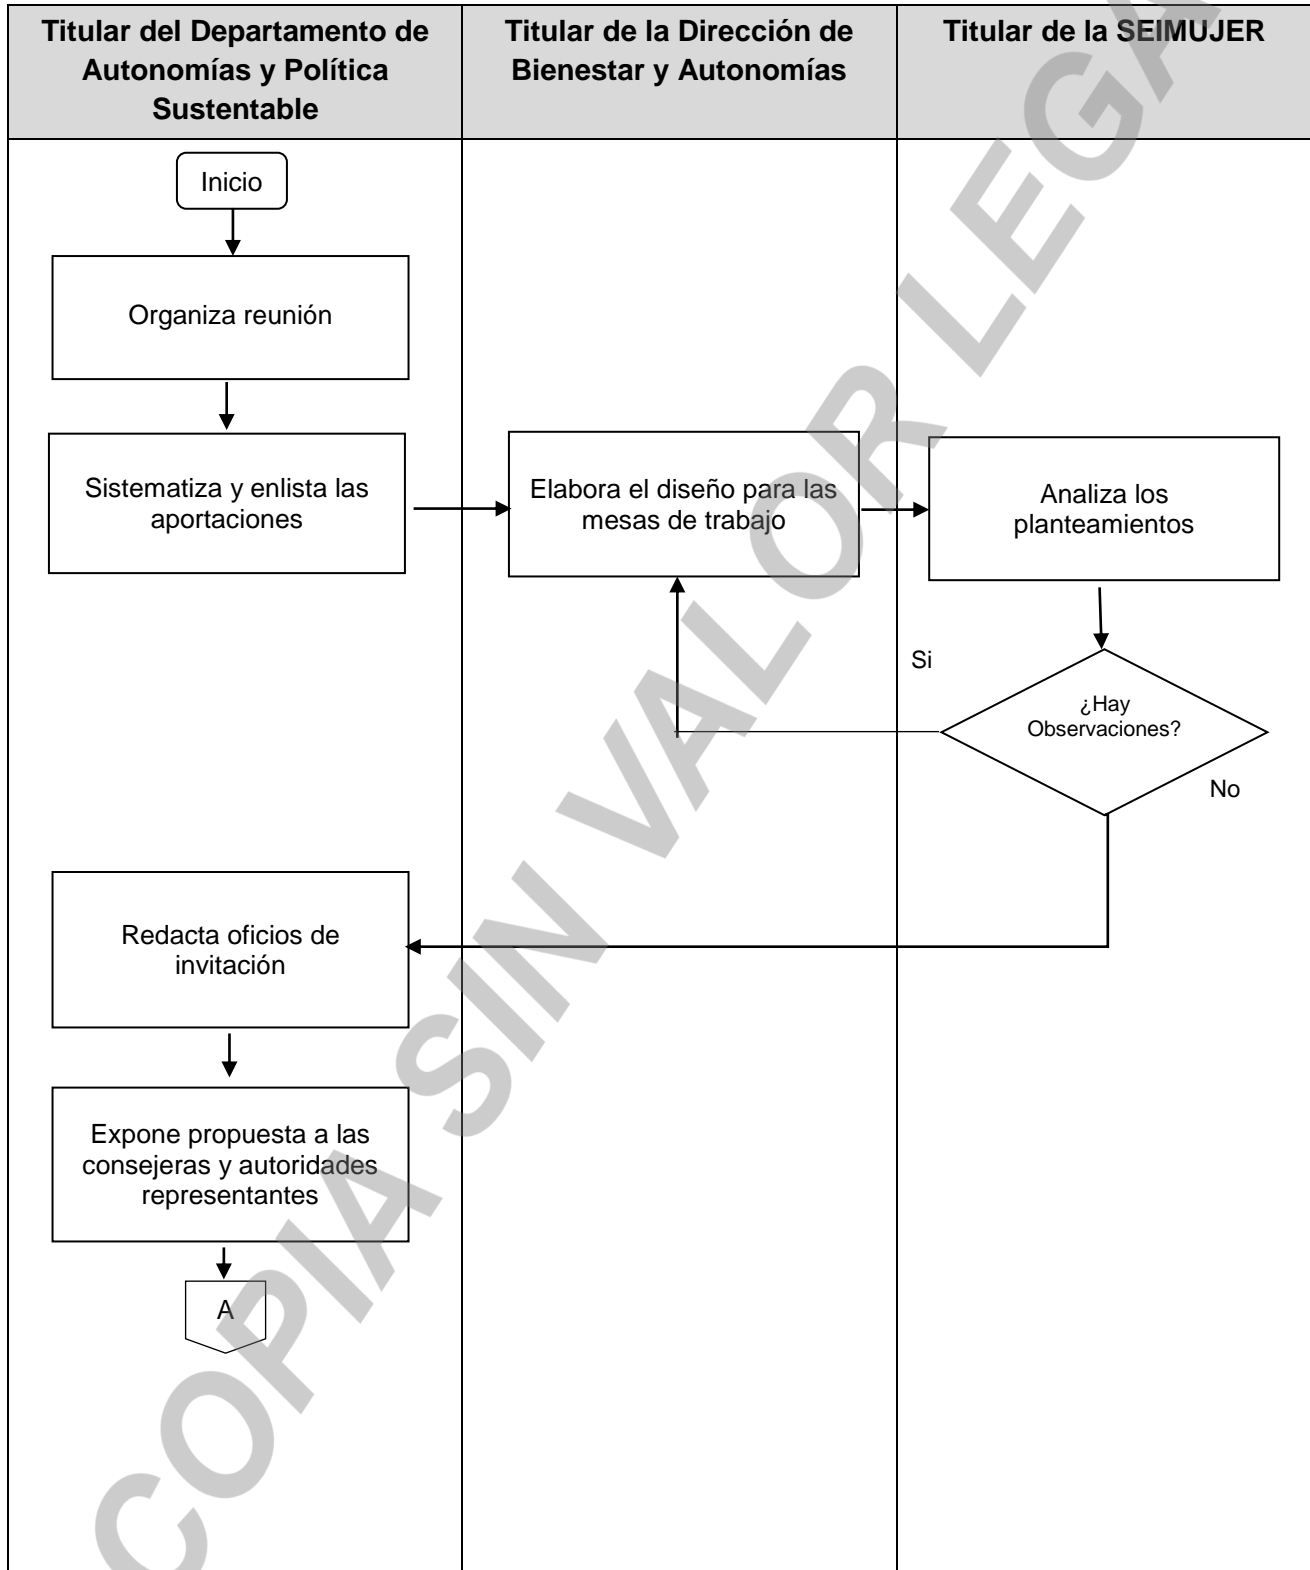 Titular del Departamento de
Autonomías y Política
Sustentable
Titular de la Dirección de
Bienestar y Autonomías
Titular de la SEIMUJER
Inicio
Organiza reunión
Sistematiza y enlista las
aportaciones
Elabora el diseño para las
mesas de trabajo
Analiza los
planteamientos
Si
¿Hay
Observaciones?
No
Redacta oficios de
invitación
Expone propuesta a las
consejeras y autoridades
representantes
A
COPIA SIN VALOR LEGA